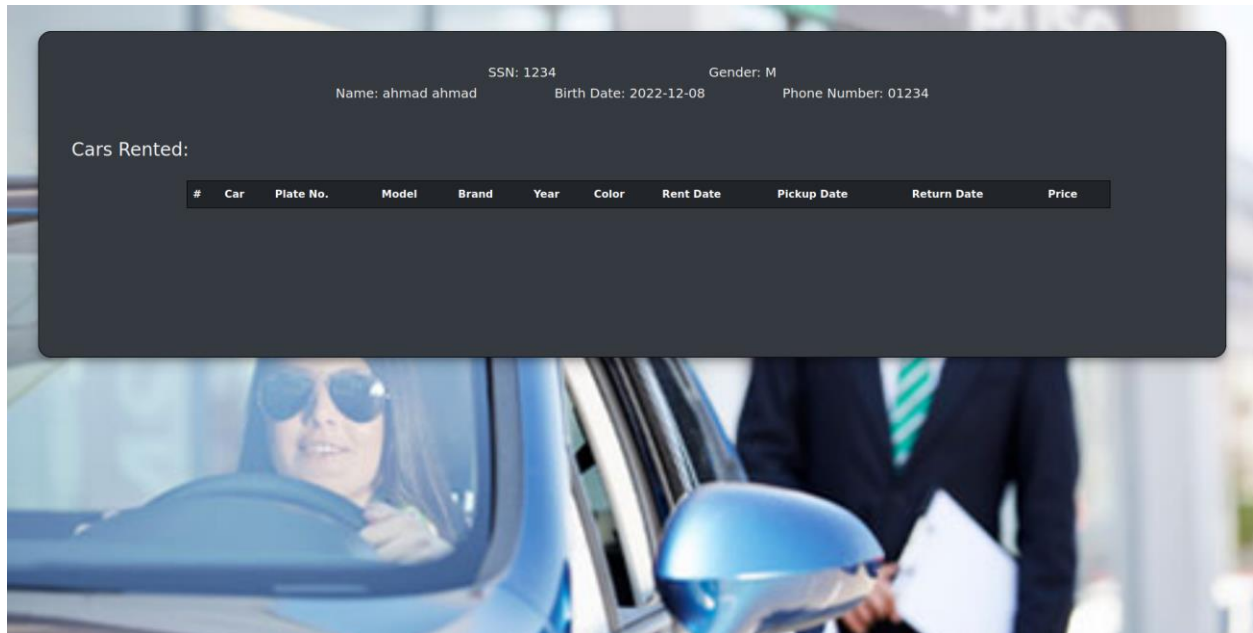 SSN: 1234 Gender: M
Name: ahmad ahmad Birth Date: 2022-12-08 Phone Number: 01234
Cars Rented:
# Car Plate No. Model Brand Year Color Rent Date Pickup Date Return Date Price